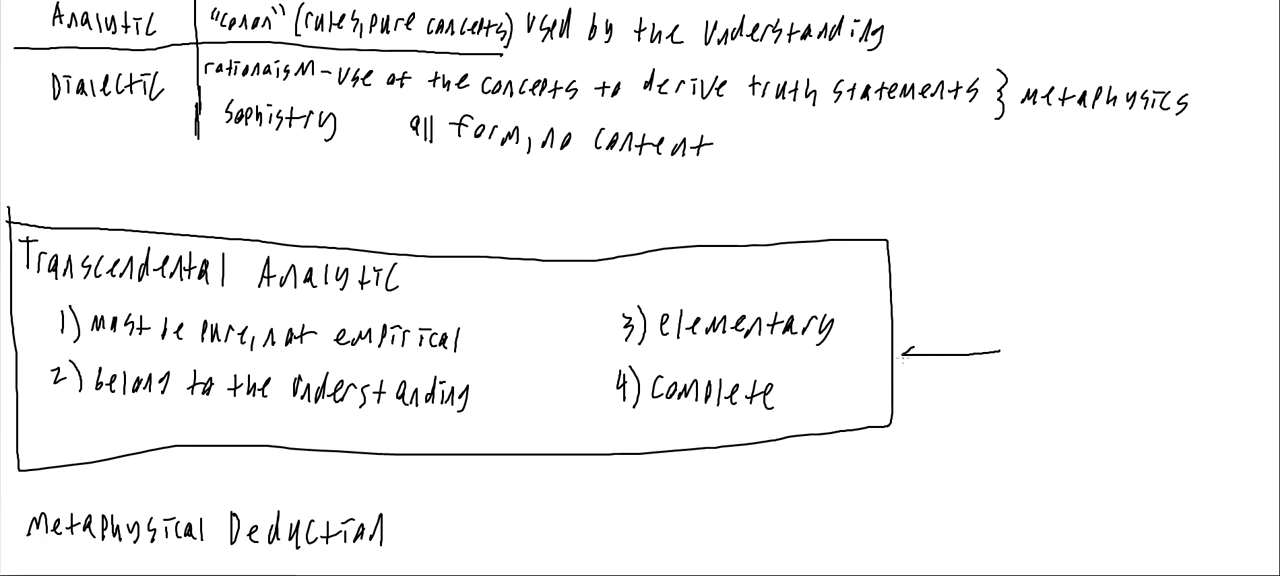 Analytic "canon" (rules, pure concepts) used by the Understanding
Dialectic rationaism - use of the concepts to derive truth statements } metaphysics
sophistry all form, no content
Transcendental Analytic
1) must be pure, not empirical 3) elementary
2) belong to the understanding 4) complete
Metaphysical Deduction